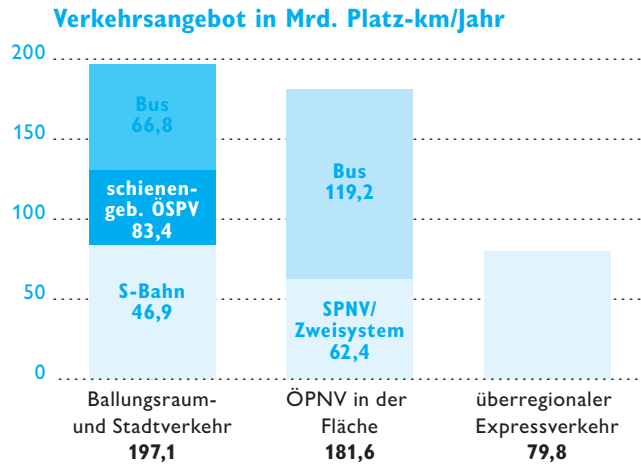 Verkehrsangebot in Mrd. Platz-km/Jahr
200
150
100
50
0
Bus
66,8
schienen-
geb. ÖSPV
83,4
S-Bahn
46,9
Bus
119,2
SPNV/
Zweisystem
62,4
Ballungsraum-
und Stadtverkehr
197,1
ÖPNV in der
Fläche
181,6
überregionaler
Expressverkehr
79,8